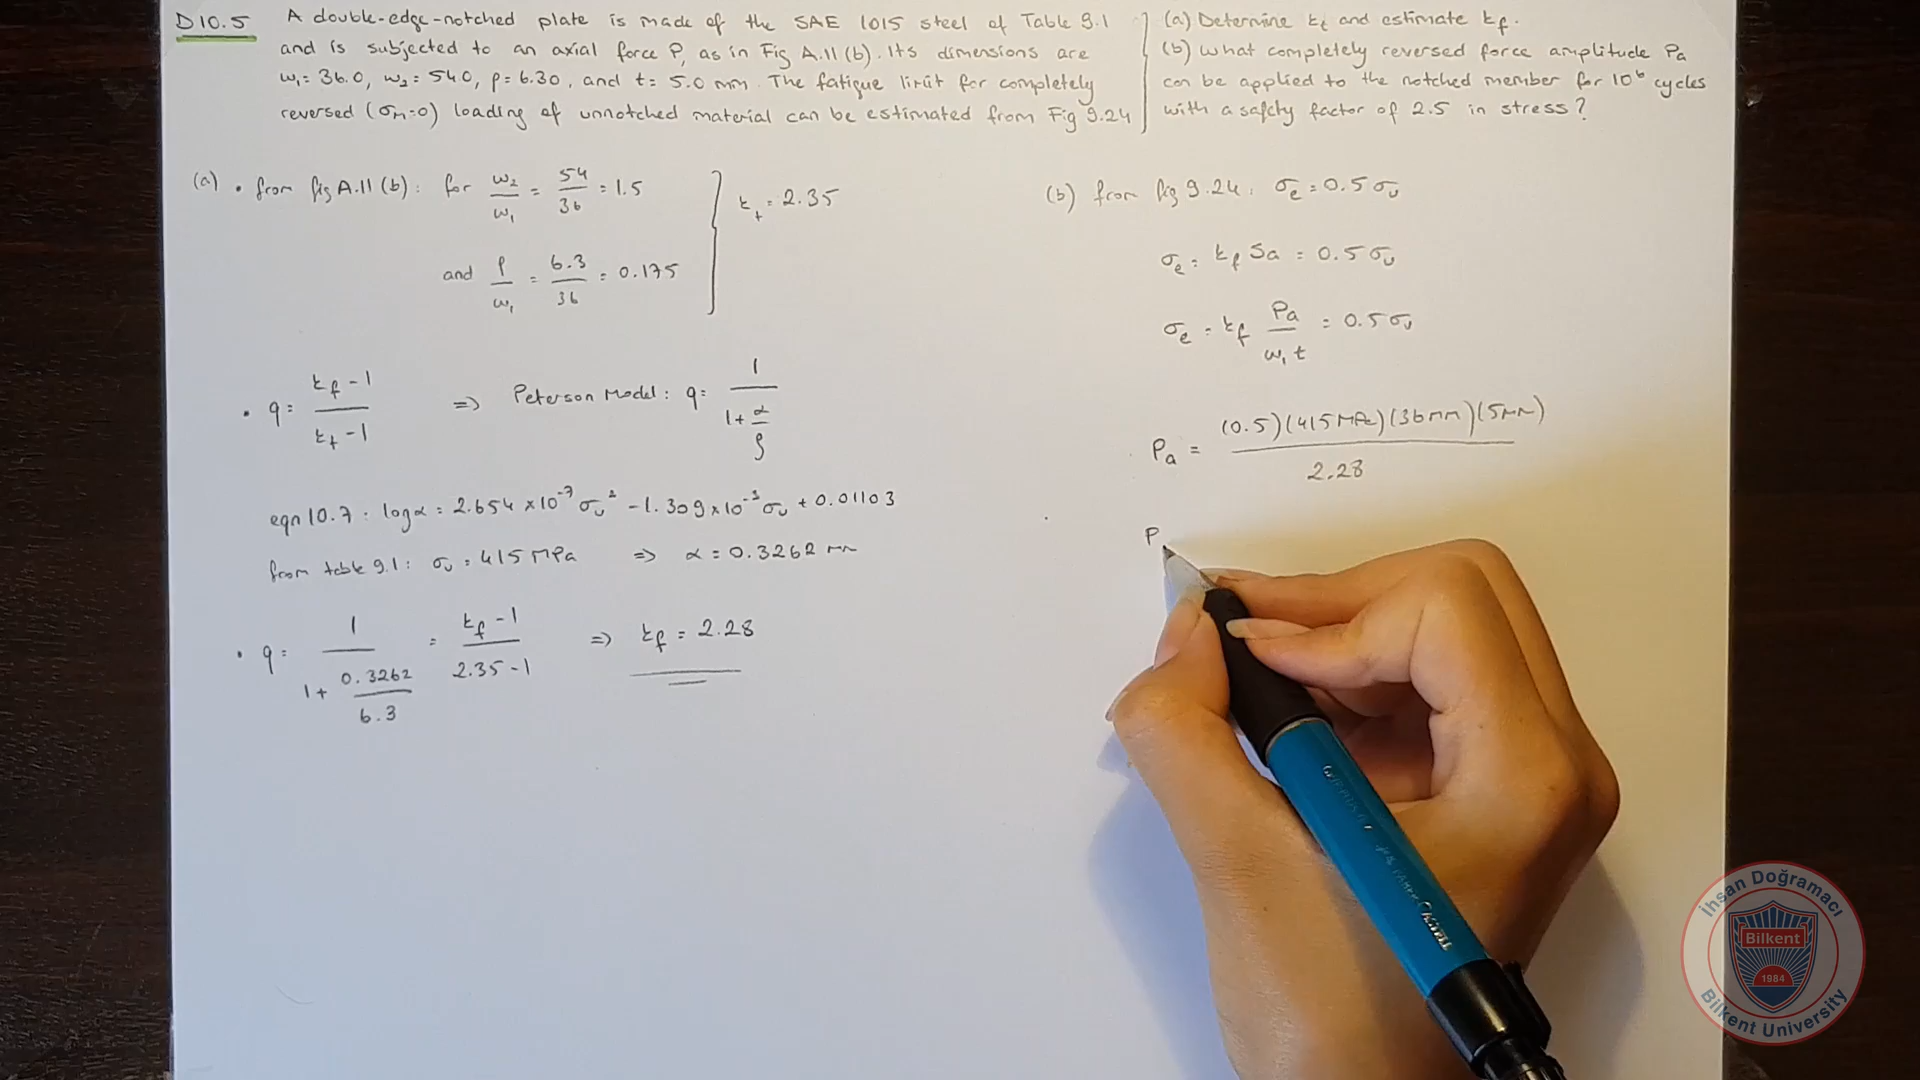 D10.5 A double-edge-notched plate is made of the SAE 1015 steel of Table 9.1
and is subjected to an axial force P, as in Fig A.11 (b). Its dimensions are
w₁= 36.0, w₂= 54.0, ρ= 6.30, and t= 5.0 mm. The fatigue limit for completely
reversed (σm=0) loading of unnotched material can be estimated from Fig 9.24
(a) Determine kt and estimate kf.
(b) What completely reversed force amplitude Pa
can be applied to the notched member for 10⁶ cycles
with a safety factor of 2.5 in stress?
(a) • from fig A.11 (b): for w₂/w₁ = 54/36 = 1.5
and ρ/w₁ = 6.3/36 = 0.175
kt = 2.35
• q = (kf - 1)/(kt - 1) => Peterson Model: q = 1/(1 + α/ρ)
eqn 10.7: logα = 2.654 x 10⁻⁷ σu² - 1.309 x 10⁻³ σu + 0.01103
from table 9.1: σu = 415 MPa => α = 0.3262 mm
• q = 1/(1 + 0.3262/6.3) = (kf - 1)/(2.35 - 1) => kf = 2.28
(b) from fig 9.24: σe = 0.5 σu
σe = kf Sa = 0.5 σu
σe = kf Pa/(w₁ t) = 0.5 σu
Pa = (0.5)(415 MPa)(36 mm)(5mm)/2.28
P
İhsan Doğramacı
Bilkent
1984
Bilkent University